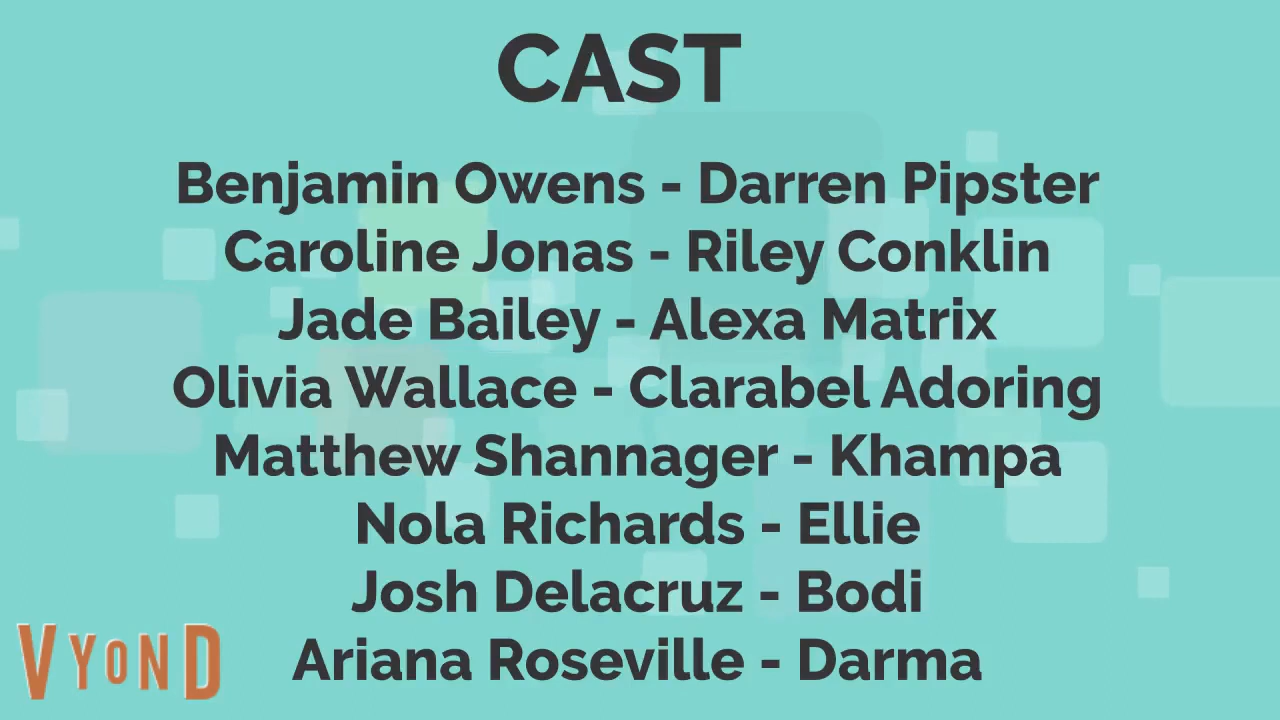 CAST
Benjamin Owens - Darren Pipster
Caroline Jonas - Riley Conklin
Jade Bailey - Alexa Matrix
Olivia Wallace - Clarabel Adoring
Matthew Shannager - Khampa
Nola Richards - Ellie
Josh Delacruz - Bodi
Ariana Roseville - Darma
VYOND